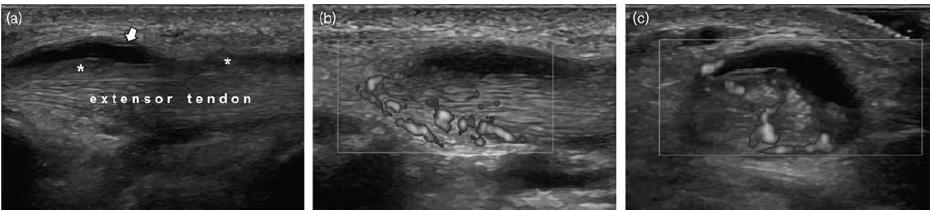 (a)
*
*
extensor tendon
(b)
(c)